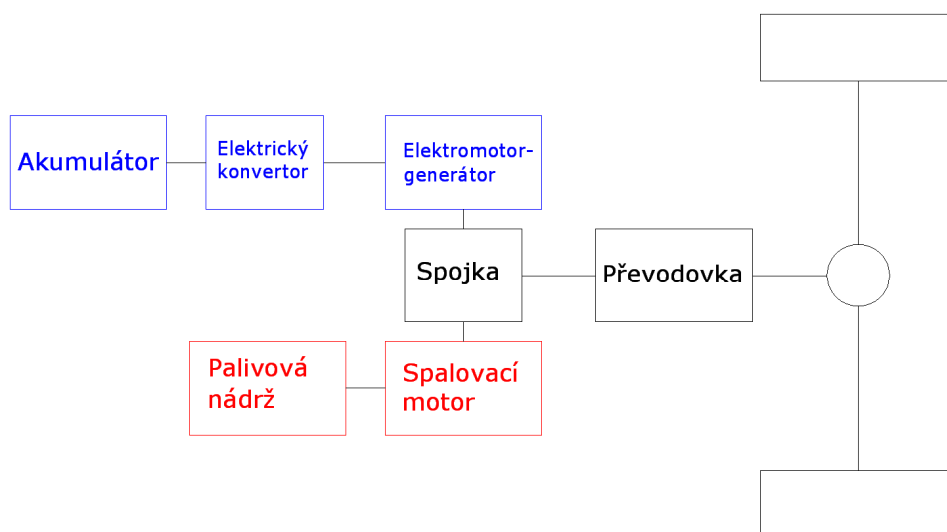 Akumulátor
Elektrický
konvertor
Elektromotor-
generátor
Spojka
Převodovka
Palivová
nádrž
Spalovací
motor